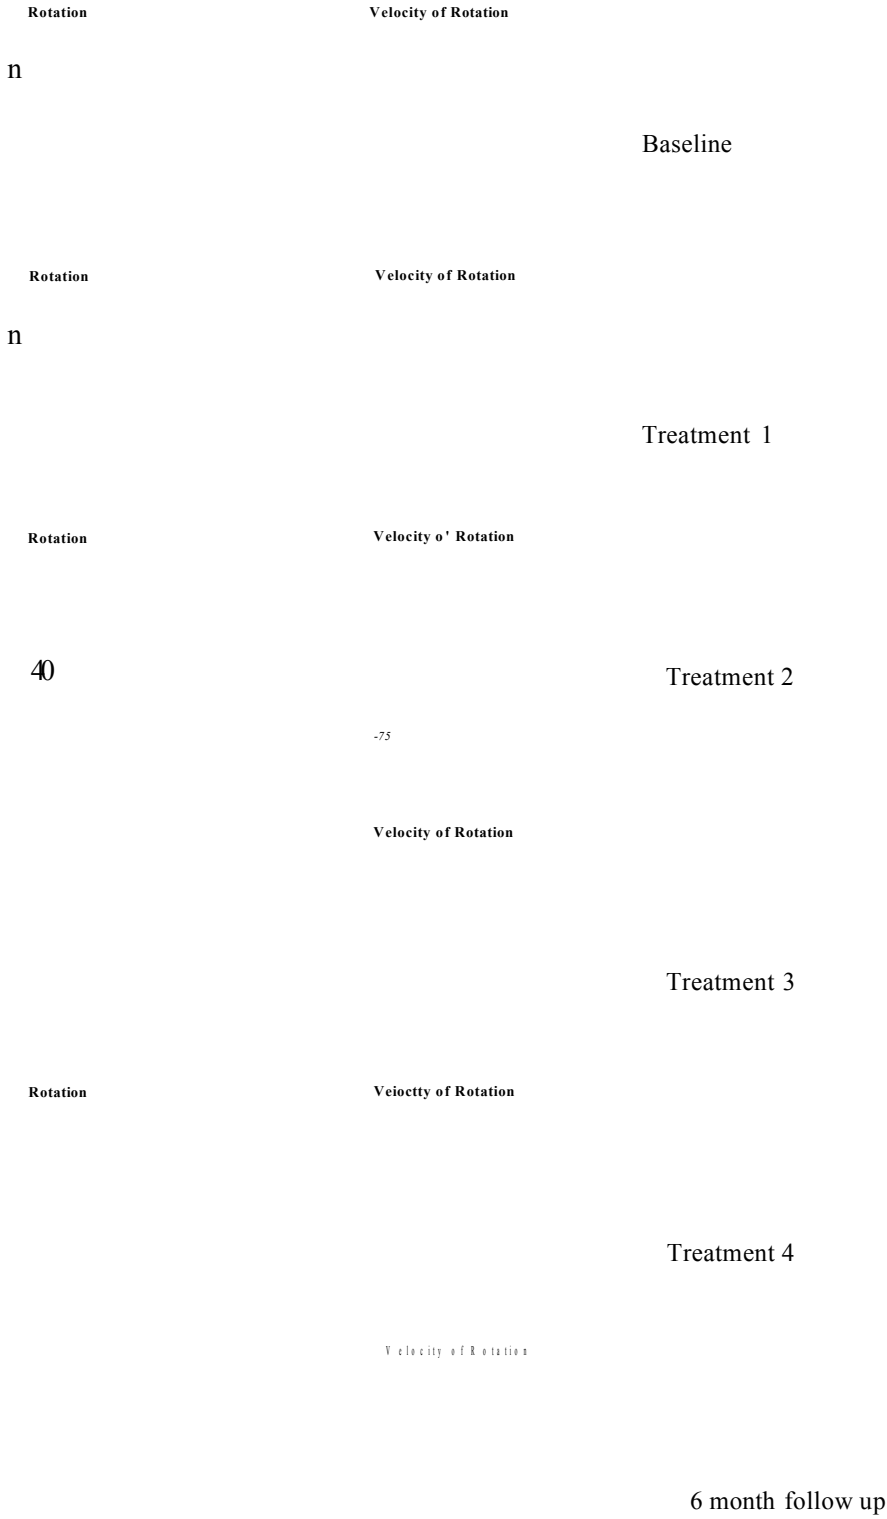 Rotation Velocity of Rotation
n
Baseline
Rotation Velocity of Rotation
n
Treatment 1
Rotation Velocity o' Rotation
40 Treatment 2
-75
Velocity of Rotation
Treatment 3
Rotation Veioctty of Rotation
Treatment 4
Velocity of Rotation
6 month follow up